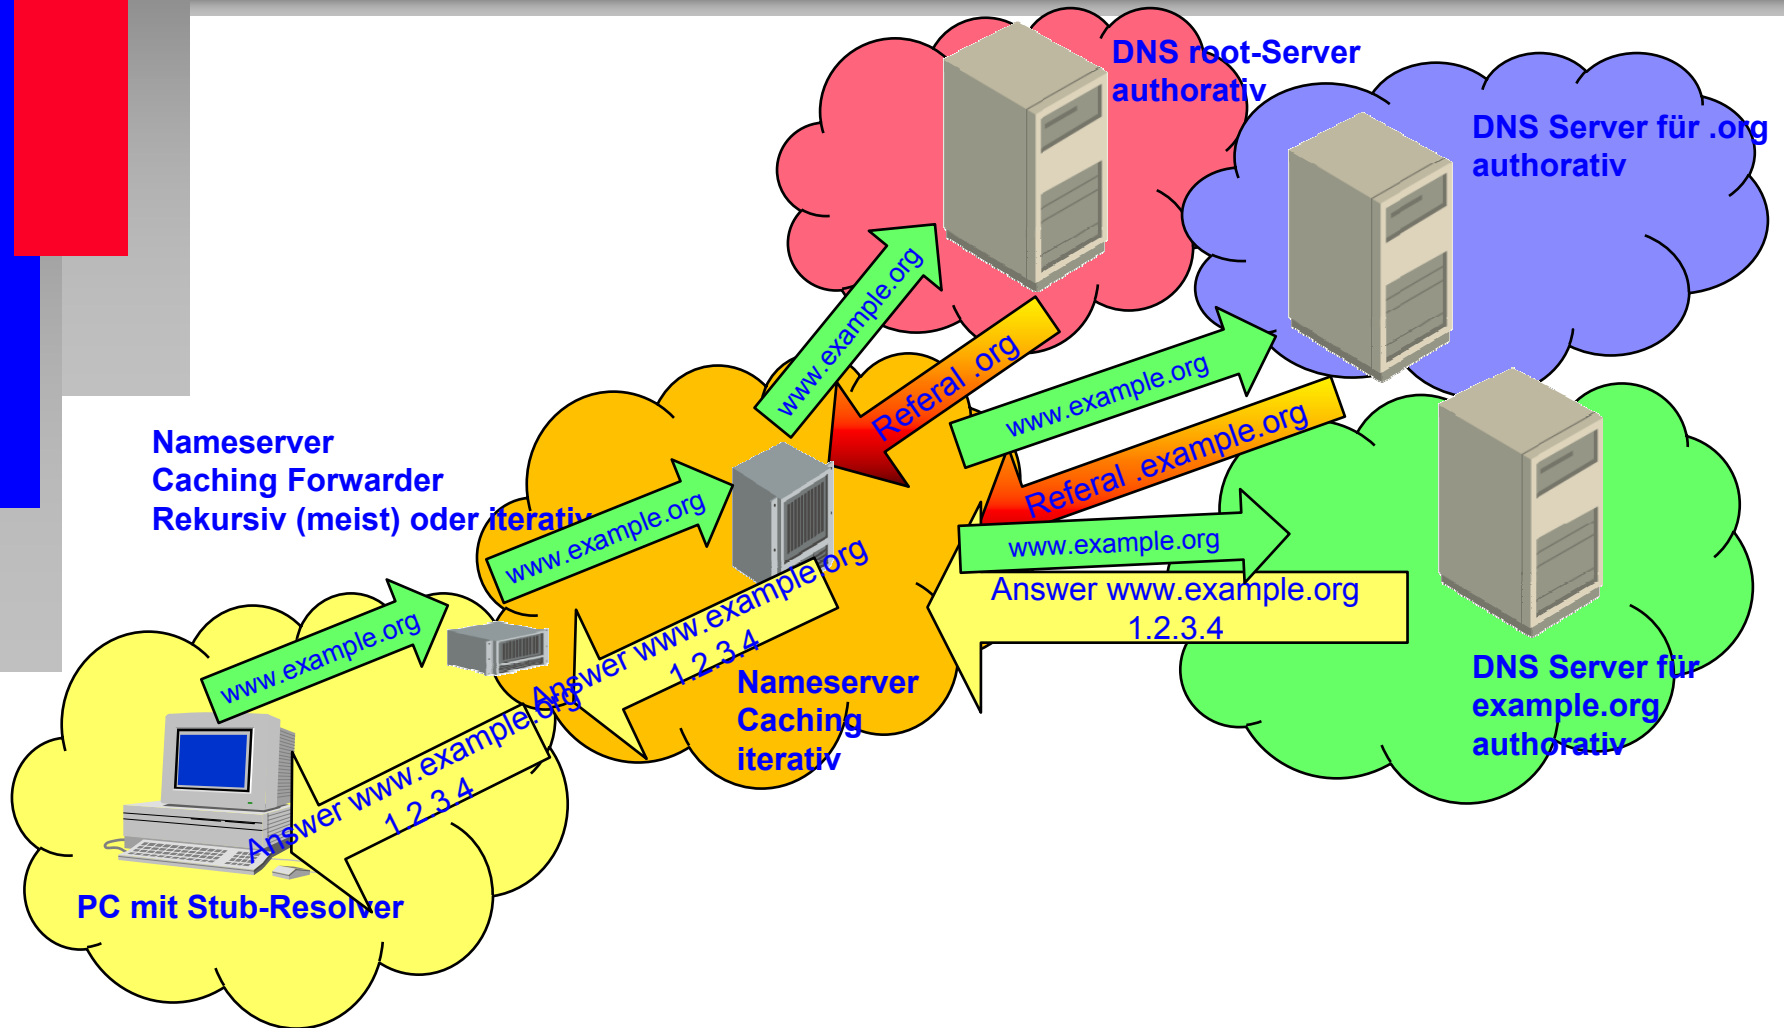 DNS root-Server
authorativ
DNS Server für .org
authorativ
www.example.org
Referal .org
www.example.org
Referal .example.org
Nameserver
Caching Forwarder
Rekursiv (meist) oder iterativ
www.example.org
www.example.org
Answer www.example.org
1.2.3.4
www.example.org
Answer www.example.org
1.2.3.4
Nameserver
Caching
iterativ
DNS Server für
example.org
authorativ
Answer www.example.org
1.2.3.4
PC mit Stub-Resolver